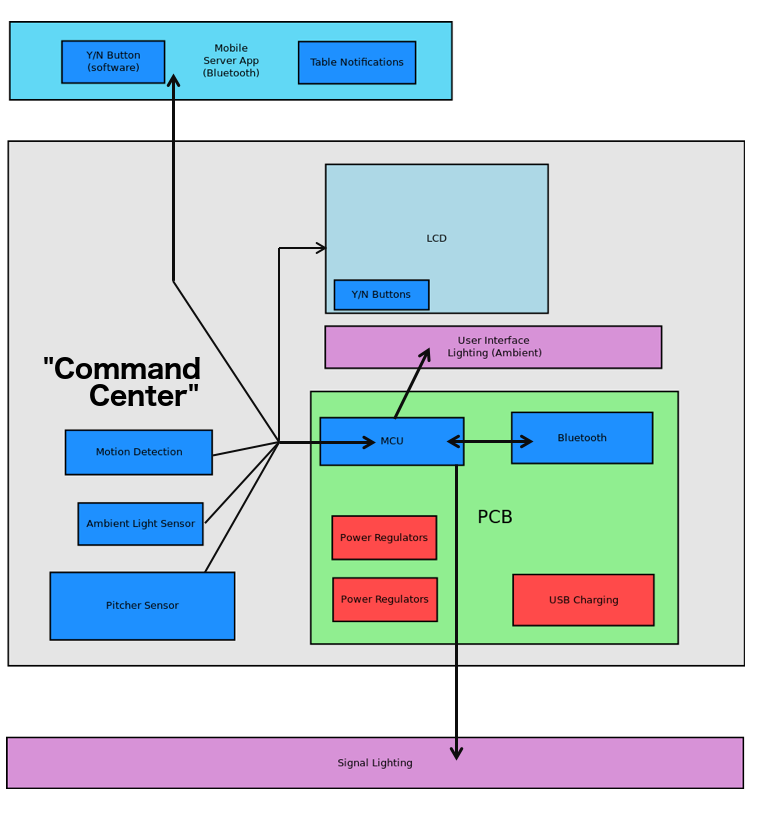 Y/N Button
(software)
Mobile
Server App
(Bluetooth)
Table Notifications
LCD
Y/N Buttons
User Interface
Lighting (Ambient)
"Command
Center"
Motion Detection
Ambient Light Sensor
Pitcher Sensor
MCU
Bluetooth
PCB
Power Regulators
Power Regulators
USB Charging
Signal Lighting